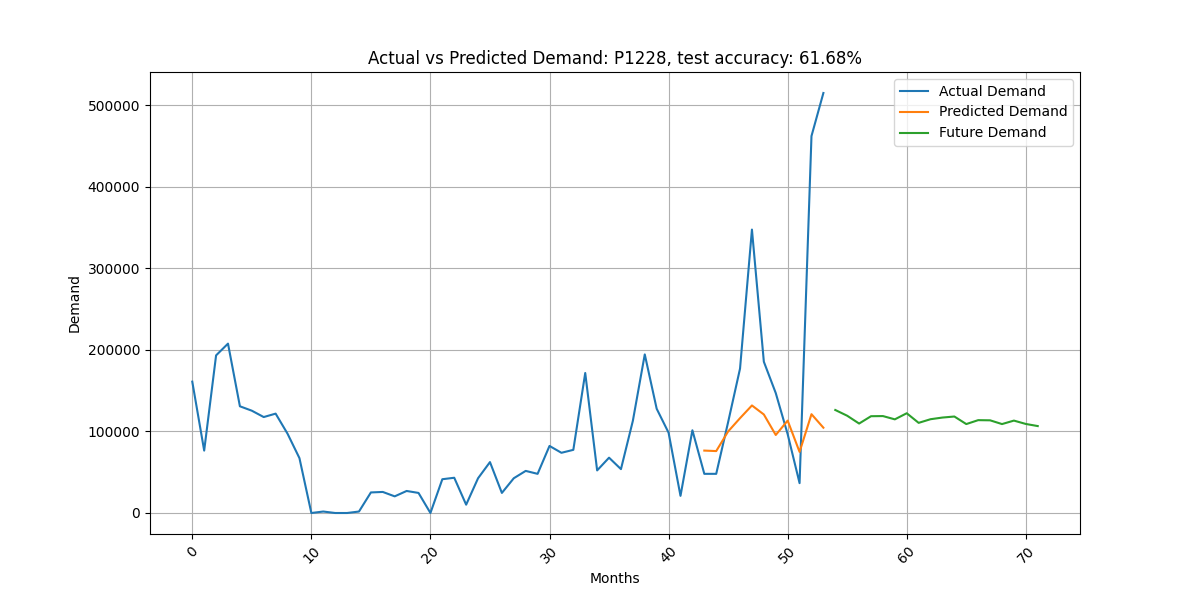 Actual vs Predicted Demand: P1228, test accuracy: 61.68%
Actual Demand
Predicted Demand
Future Demand
500000
400000
300000
200000
100000
0
Demand
0 10 20 30 40 50 60 70
Months